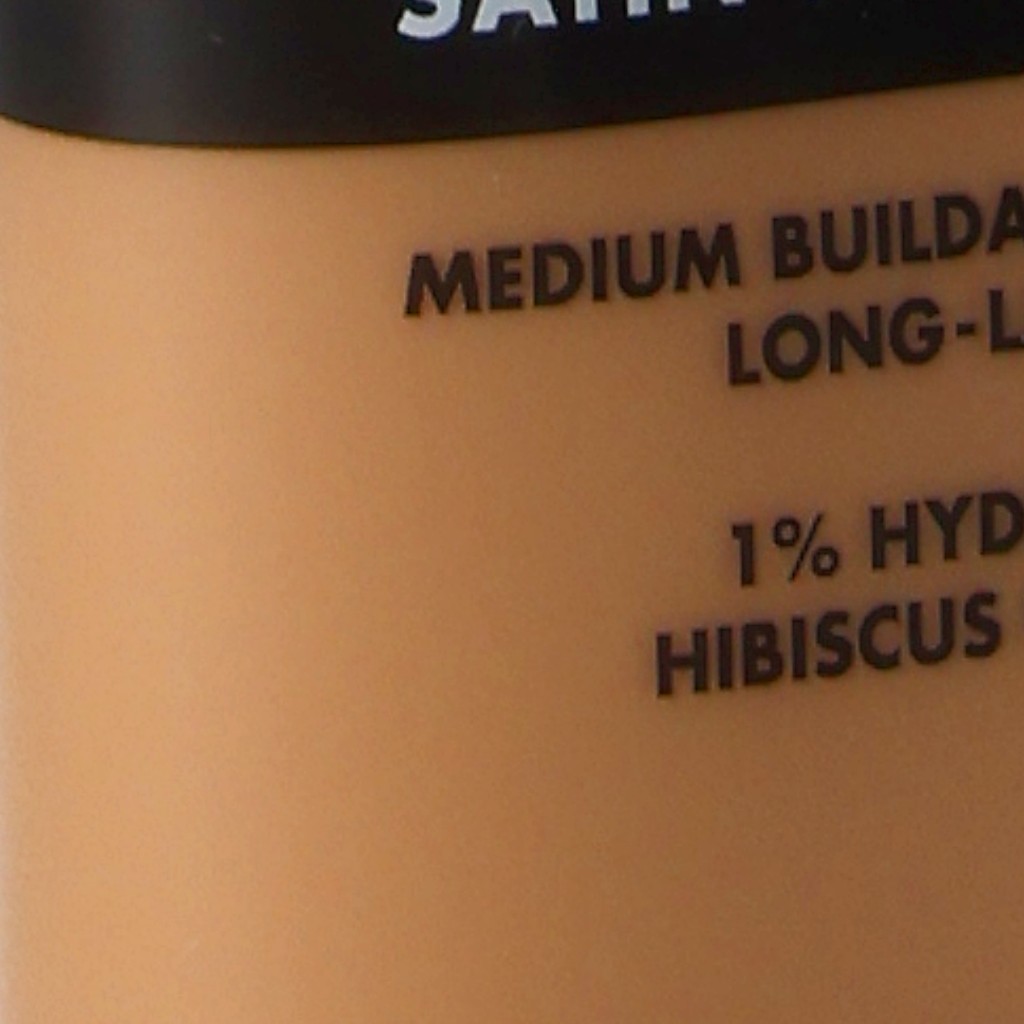 MEDIUM BUILDA
LONG-L
1% HYD
HIBISCUS